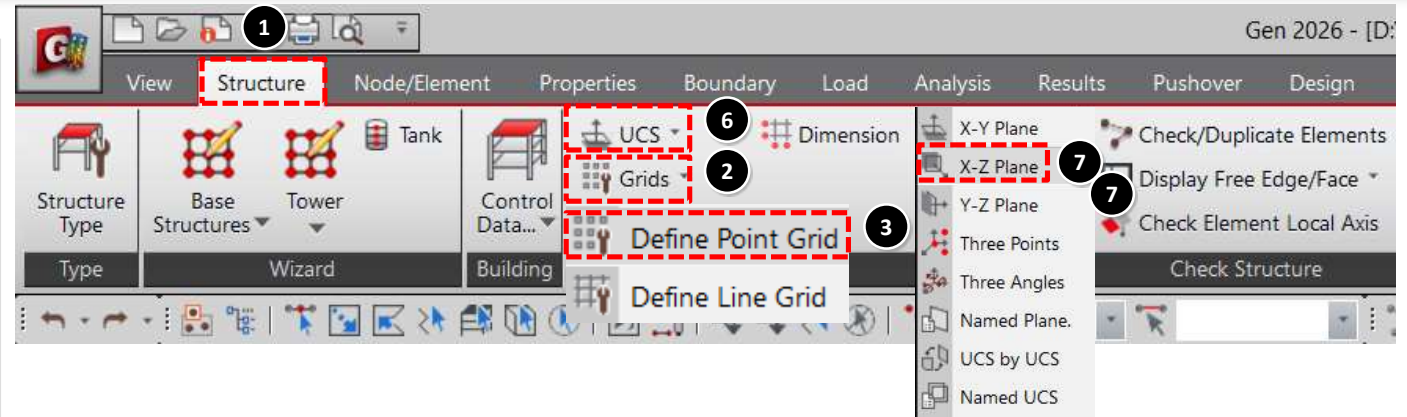 1
Gen 2026 - [D:\
View Structure Node/Element Properties Boundary Load Analysis Results Pushover Design
UCS
6
Dimension
Tank
Grids
2
Structure
Type
Base
Structures
Tower
Control
Data...
Define Point Grid
3
Define Line Grid
X-Y Plane
X-Z Plane
7
7
Y-Z Plane
Three Points
Three Angles
Named Plane.
UCS by UCS
Named UCS
Check/Duplicate Elements
Display Free Edge/Face
Check Element Local Axis
Type
Wizard
Building
Check Structure